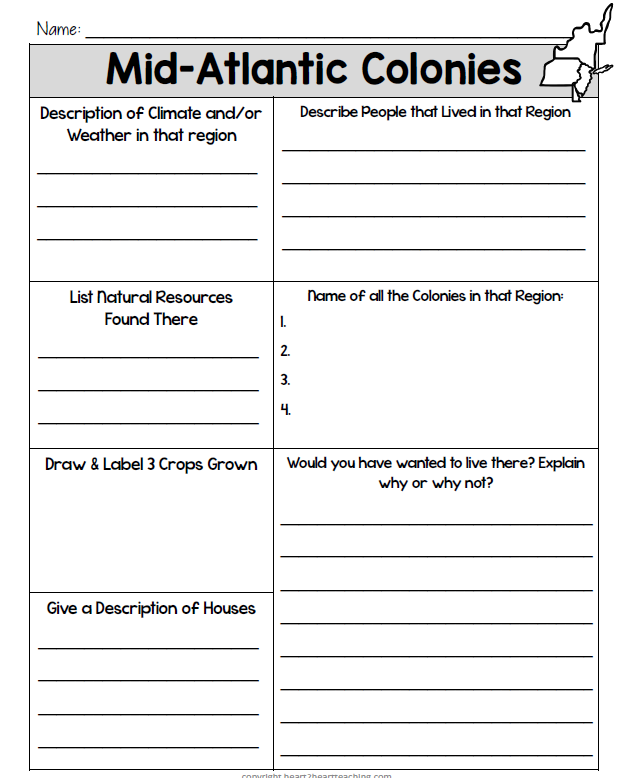 Name:
Mid-Atlantic Colonies
Description of Climate and/or
Weather in that region
Describe People that Lived in that Region
List Natural Resources
Found There
Name of all the Colonies in that Region:
1.
2.
3.
4.
Draw & Label 3 Crops Grown
Would you have wanted to live there? Explain
why or why not?
Give a Description of Houses
copyright heart2heartteaching.com